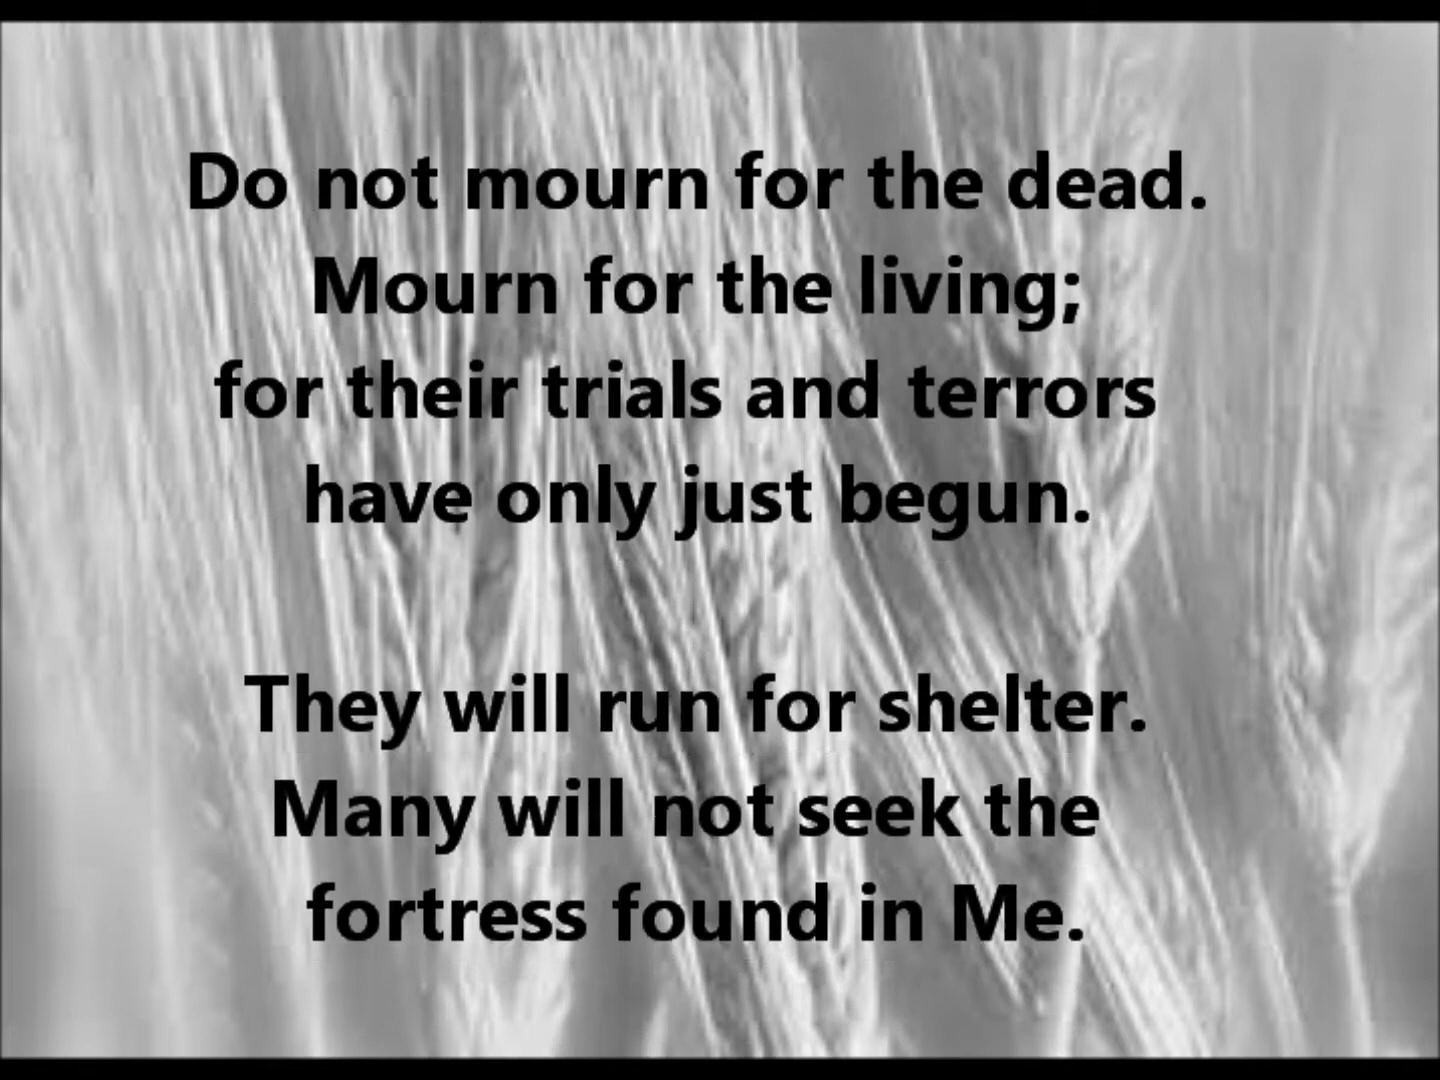 Do not mourn for the dead.
Mourn for the living;
for their trials and terrors
have only just begun.
They will run for shelter.
Many will not seek the
fortress found in Me.